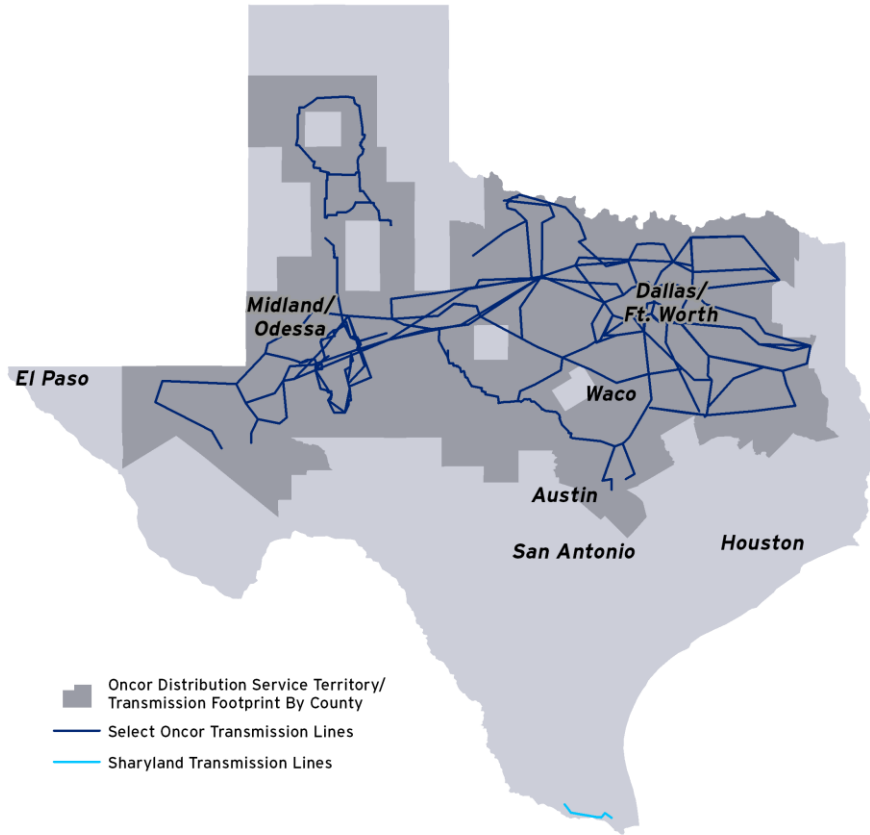 Midland/
Odessa
Dallas/
Ft. Worth
El Paso
Waco
Austin
San Antonio
Houston
Oncor Distribution Service Territory/
Transmission Footprint By County
Select Oncor Transmission Lines
Sharyland Transmission Lines